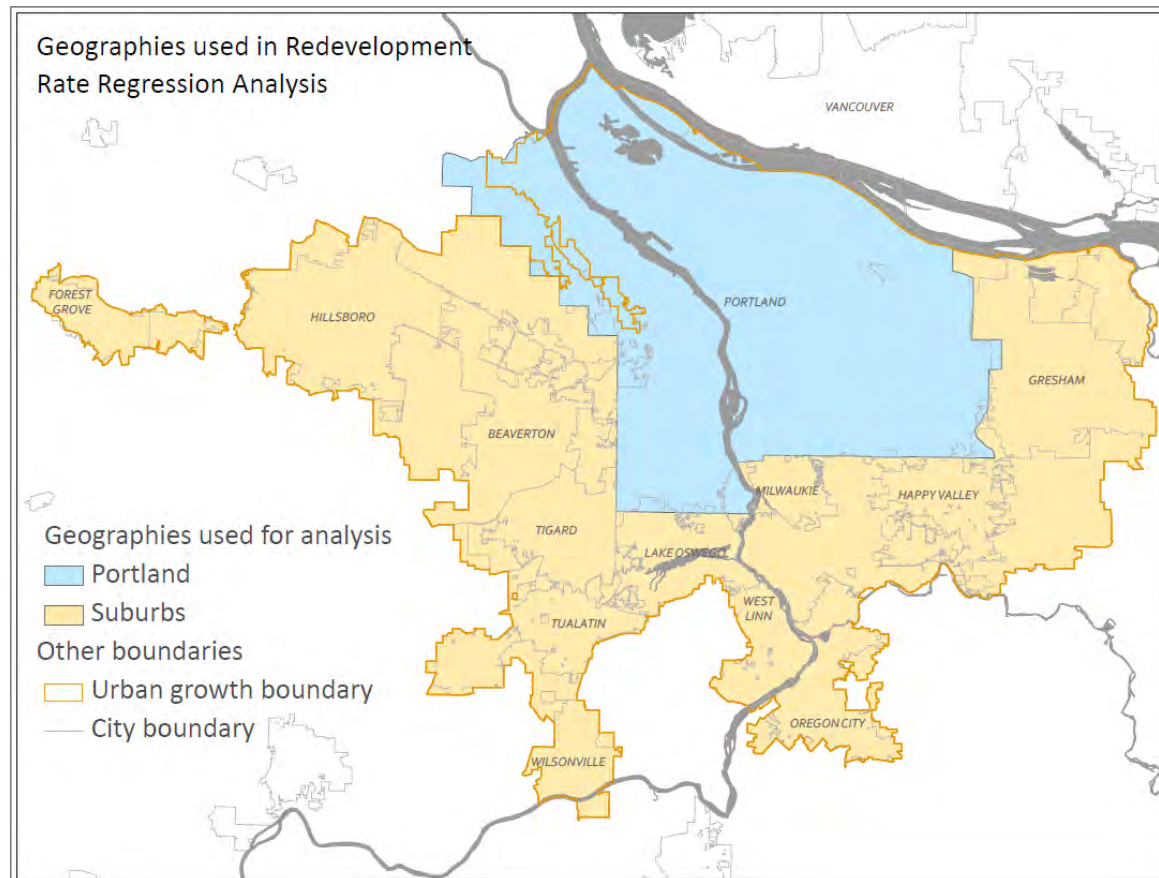 Geographies used in Redevelopment
Rate Regression Analysis
VANCOUVER
PORTLAND
FOREST
GROVE
HILLSBORO
GRESHAM
BEAVERTON
MILWAUKIE
HAPPY VALLEY
TIGARD
LAKE OSWEGO
WEST
LINN
TUALATIN
OREGON CITY
WILSONVILLE
Geographies used for analysis
Portland
Suburbs
Other boundaries
Urban growth boundary
City boundary